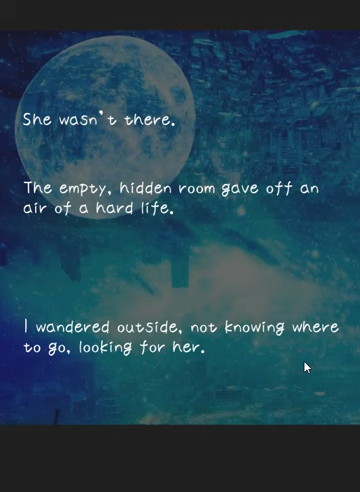 She wasn't there.
The empty, hidden room gave off an
air of a hard life.
I wandered outside, not knowing where
to go, looking for her.